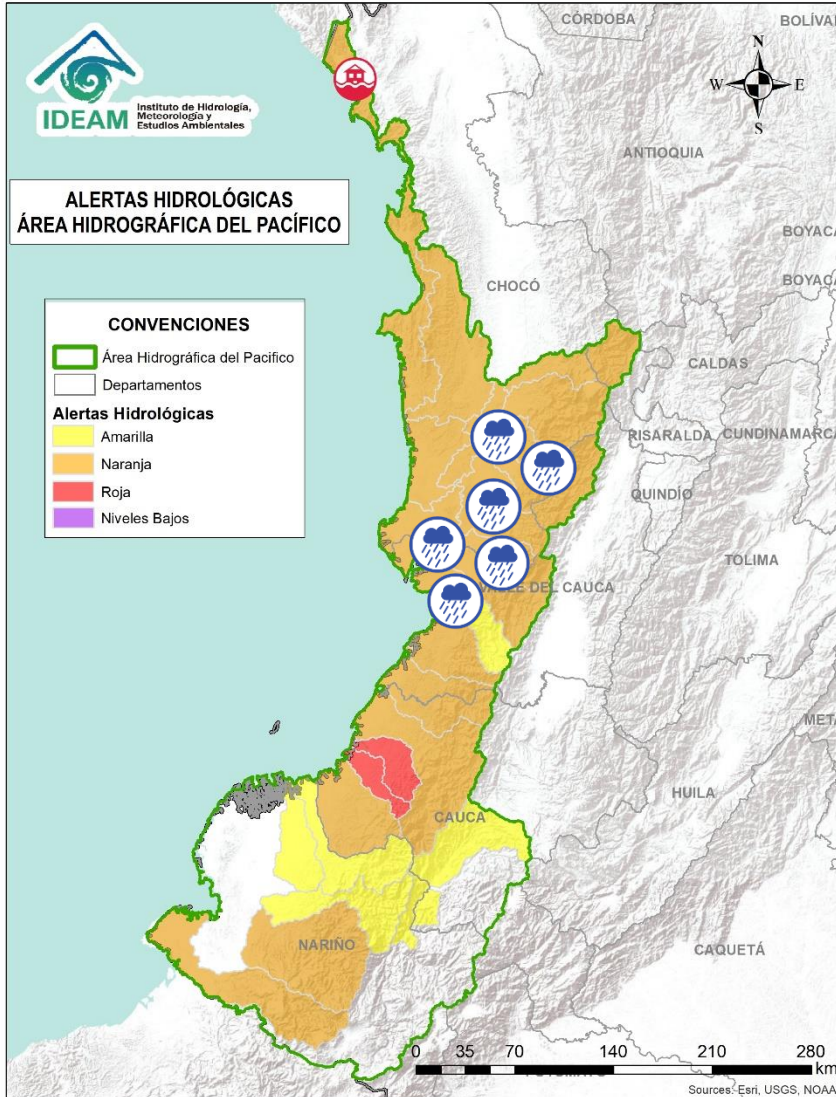 IDEAM
Instituto de Hidrología,
Meteorología y
Estudios Ambientales
ALERTAS HIDROLÓGICAS
ÁREA HIDROGRÁFICA DEL PACÍFICO
CONVENCIONES
Área Hidrográfica del Pacifico
Departamentos
Alertas Hidrológicas
Amarilla
Naranja
Roja
Niveles Bajos
N
W
E
S
CÓRDOBA
BOLÍVA
ANTIOQUIA
BOYACÁ
BOYACÁ
CHOCÓ
CALDAS
RISARALDA
CUNDINAMARCA
QUINDÍO
TOLIMA
VALLE DEL CAUCA
META
HUILA
CAUCA
NARIÑO
CAQUETÁ
0 35 70 140 210 280
km
Sources: Esri, USGS, NOAA